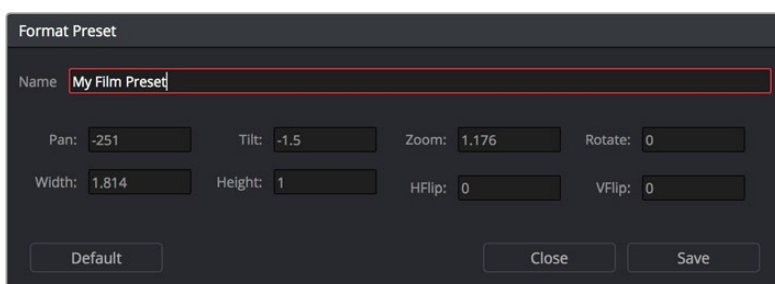 Format Preset
Name My Film Preset
Pan: -251 Tilt: -1.5 Zoom: 1.176 Rotate: 0
Width: 1.814 Height: 1 HFlip: 0 VFlip: 0
Default Close Save